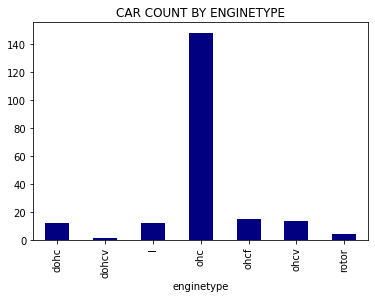 CAR COUNT BY ENGINETYPE
140
120
100
80
60
40
20
0
dohc
dohcv
l
ohc
ohcf
ohcv
rotor
enginetype